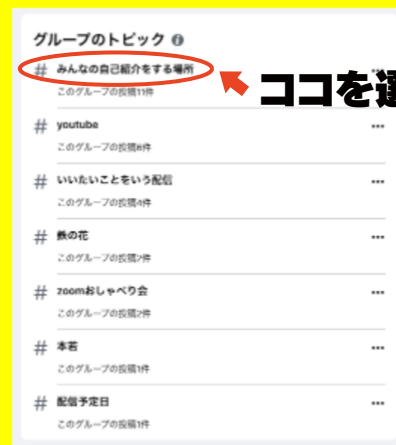 グループのトピック
# みんなの自己紹介をする場所
このグループの投稿11件
ココを
# youtube
このグループの投稿8件
# いいたいことをいう配信
このグループの投稿4件
# 鉄の花
このグループの投稿2件
# zoomおしゃべり会
このグループの投稿2件
# 本若
このグループの投稿1件
# 配信予定日
このグループの投稿1件